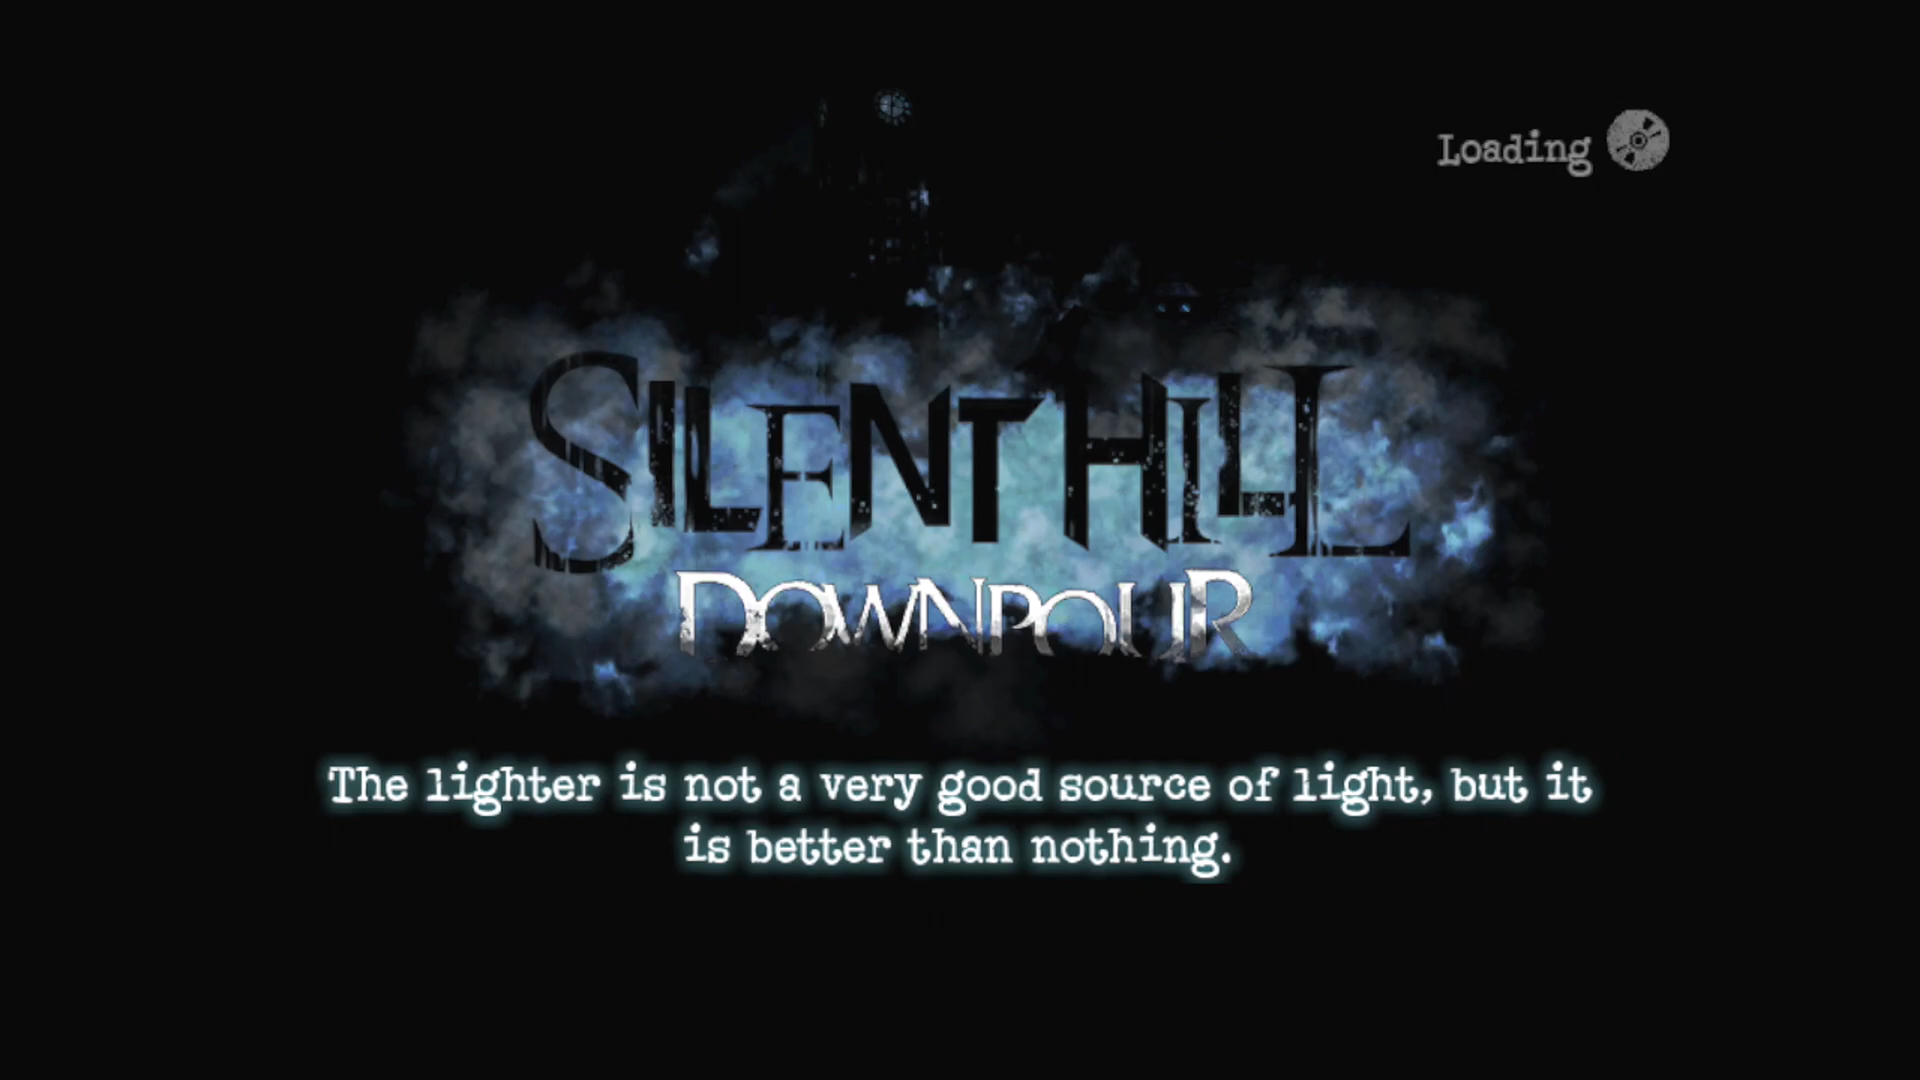 Loading
SILENT HILL
DOWNPOUR
The lighter is not a very good source of light, but it
is better than nothing.